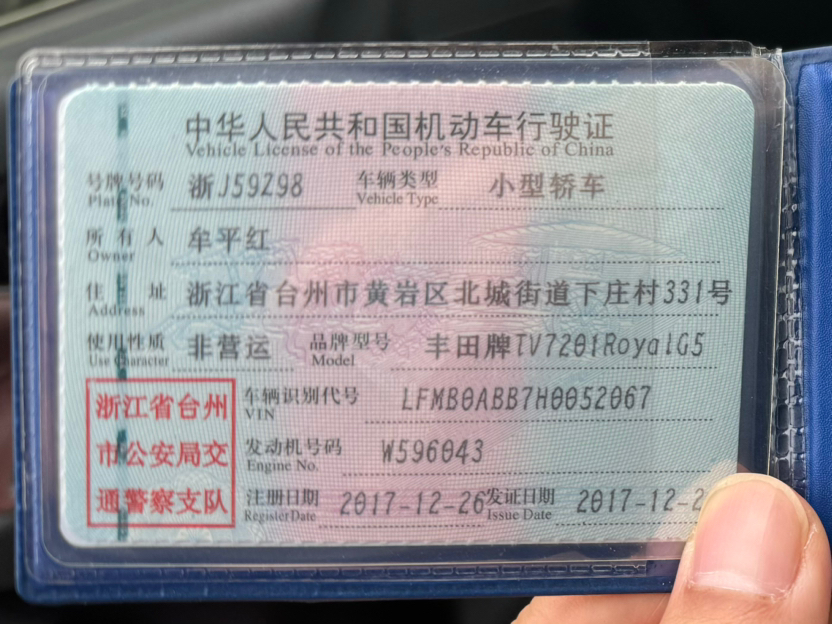 中华人民共和国机动车行驶证
Vehicle License of the People's Republic of China
号牌号码 浙J59Z98 车辆类型 小型轿车
Plate No. Vehicle Type
所有人 牟平红
Owner
住址 浙江省台州市黄岩区北城街道下庄村331号
Address
使用性质 非营运 品牌型号 丰田牌TV7201RoyalG5
Use Character Model
浙江省台州 车辆识别代号 LFMB0ABB7H0052067
VIN
市公安局交 发动机号码 W596043
Engine No.
通警察支队 注册日期 2017-12-26 发证日期 2017-12-2
Register Date Issue Date